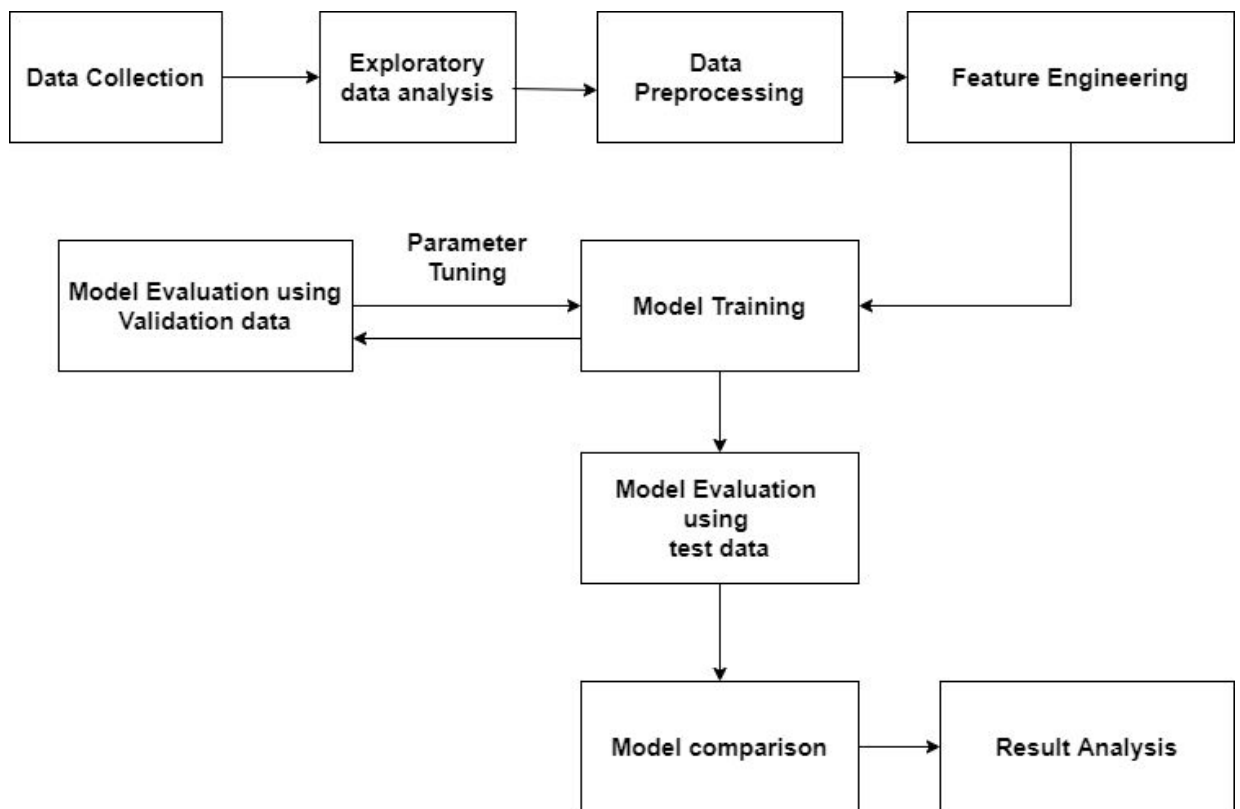 Data Collection
Exploratory
data analysis
Data
Preprocessing
Feature Engineering
Model Evaluation using
Validation data
Parameter
Tuning
Model Training
Model Evaluation
using
test data
Model comparison
Result Analysis